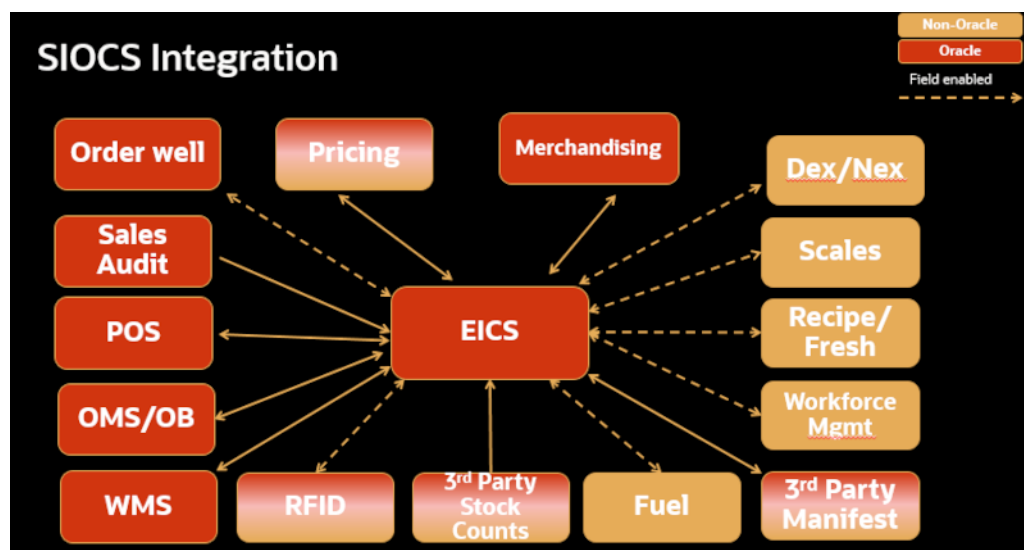 SIOCS Integration
Non-Oracle
Oracle
Field enabled
Order well
Pricing
Merchandising
Dex/Nex
Sales
Audit
Scales
POS
EICS
Recipe/
Fresh
OMS/OB
Workforce
Mgmt
WMS
RFID
3rd Party
Stock
Counts
Fuel
3rd Party
Manifest